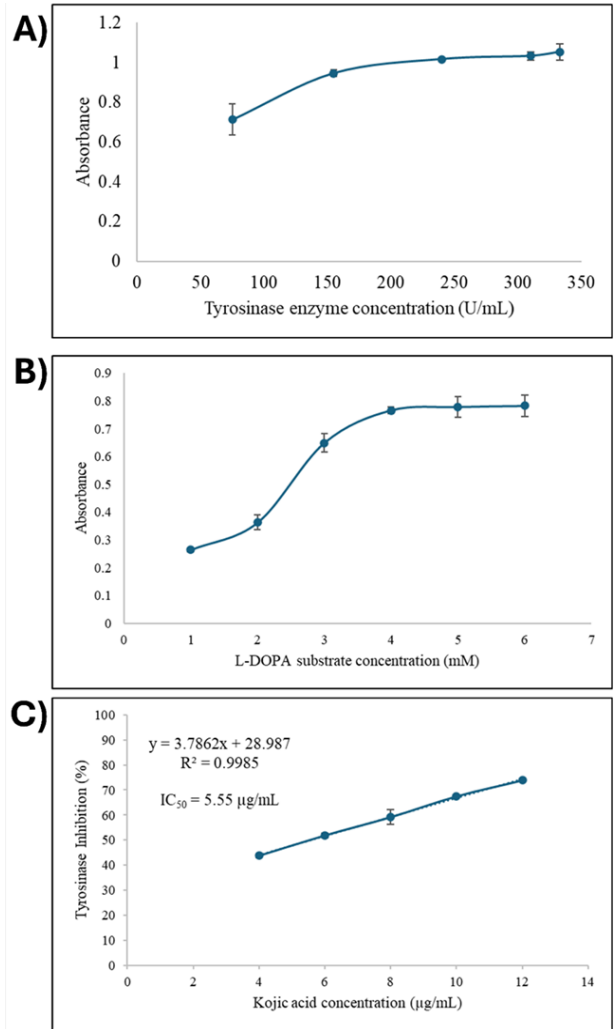 A)
1.2
1
0.8
0.6
0.4
0.2
0
0 50 100 150 200 250 300 350
Absorbance
Tyrosinase enzyme concentration (U/mL)
B)
0.9
0.8
0.7
0.6
0.5
0.4
0.3
0.2
0.1
0
0 1 2 3 4 5 6 7
Absorbance
L-DOPA substrate concentration (mM)
C)
100
90
80
70
60
50
40
30
20
10
0
0 2 4 6 8 10 12 14
Tyrosinase Inhibition (%)
y = 3.7862x + 28.987
R² = 0.9985
IC₅₀ = 5.55 µg/mL
Kojic acid concentration (µg/mL)